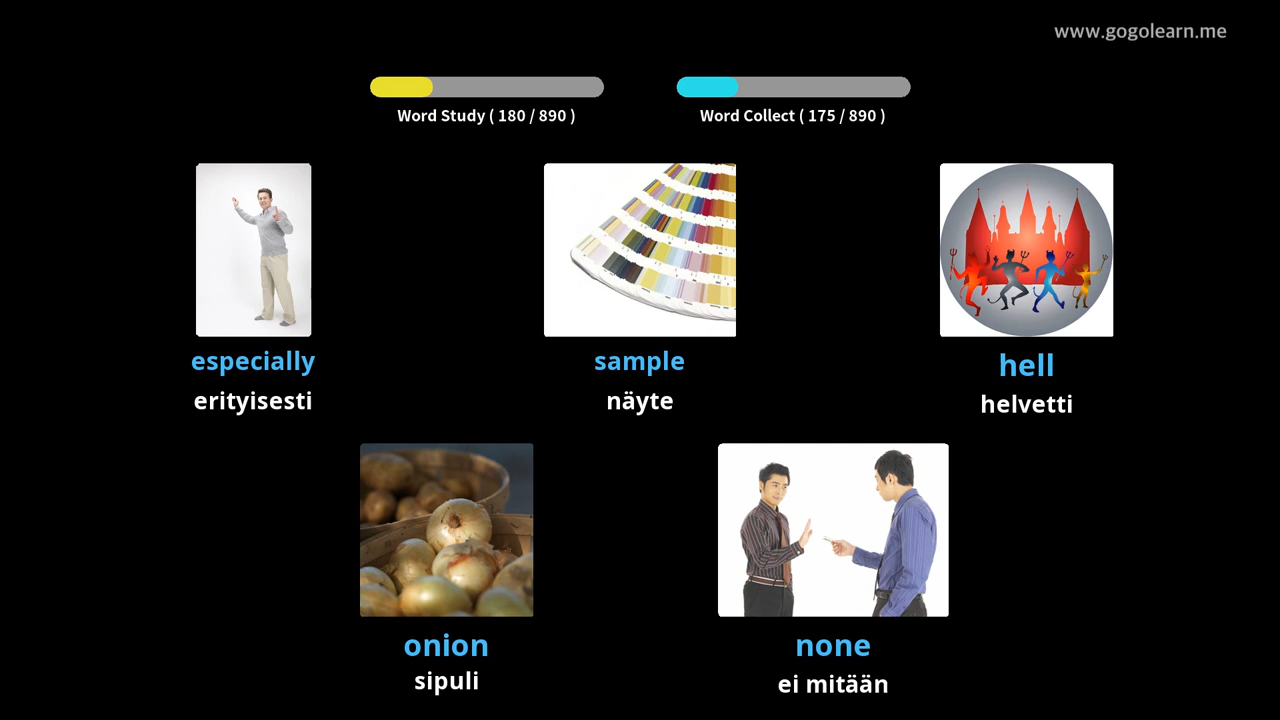 www.gogolearn.me
Word Study ( 180 / 890 )
Word Collect ( 175 / 890 )
especially
erityisesti
sample
näyte
hell
helvetti
onion
sipuli
none
ei mitään